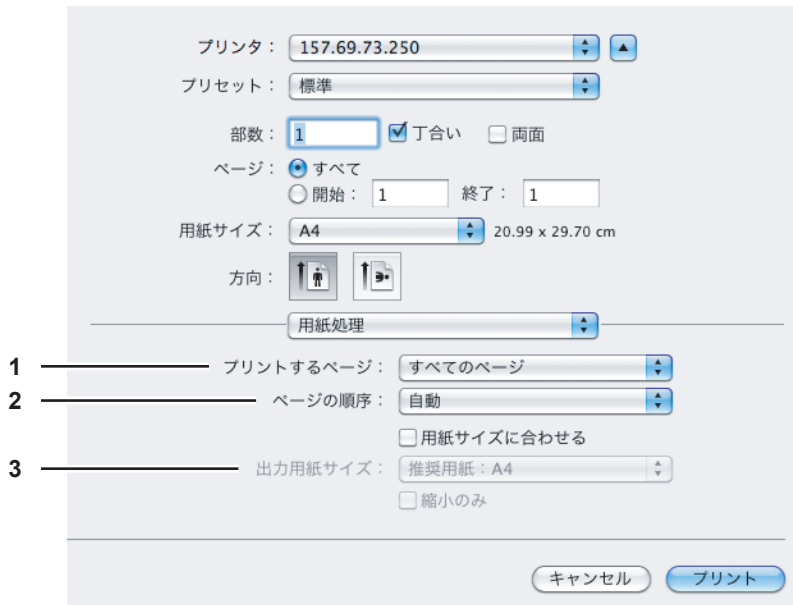 プリンタ： 157.69.73.250
プリセット： 標準
部数： 1 丁合い 両面
ページ： すべて
開始： 1 終了： 1
用紙サイズ： A4 20.99 x 29.70 cm
方向：
用紙処理
1 プリントするページ： すべてのページ
2 ページの順序： 自動
用紙サイズに合わせる
3 出力用紙サイズ： 推奨用紙：A4
縮小のみ
キャンセル プリント